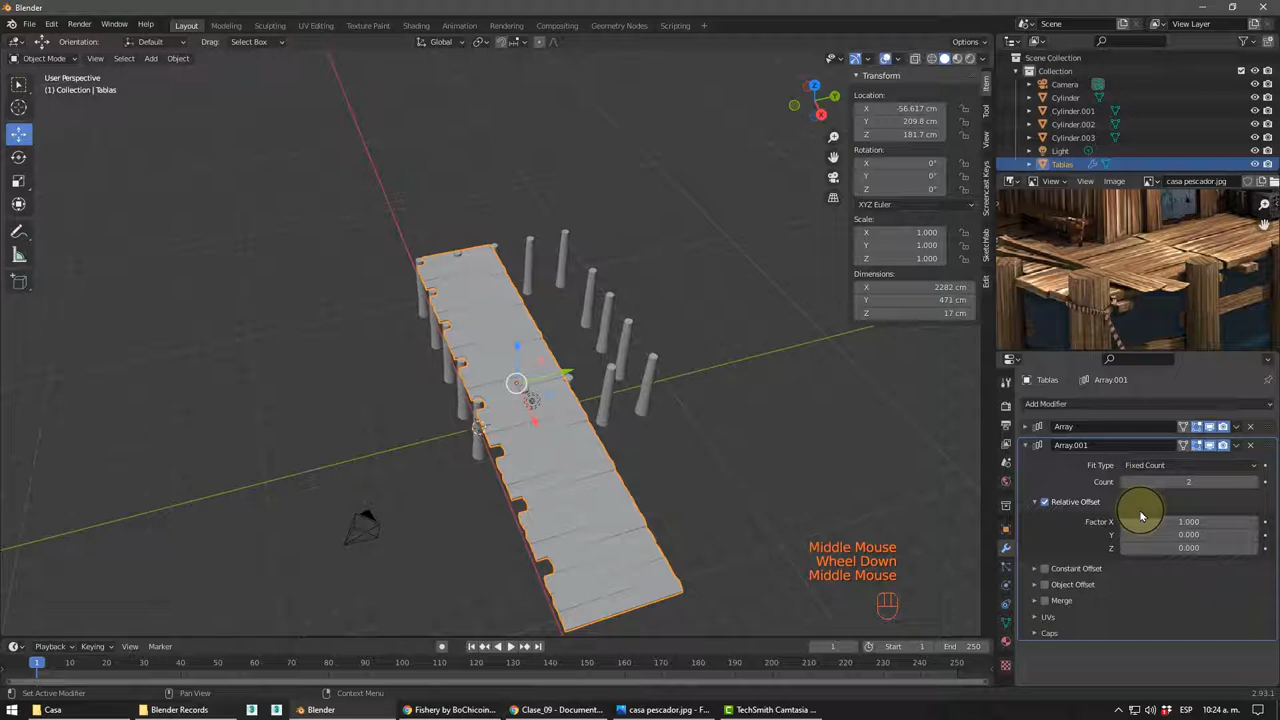 Blender
File Edit Render Window Help
Layout Modeling Sculpting UV Editing Texture Paint Shading Animation Rendering Compositing Geometry Nodes Scripting +
Scene
View Layer
Orientation: Default Drag: Select Box Global Options
Object Mode View Select Add Object
User Perspective
(1) Collection | Tablas
Z
Y
X
Transform
Location:
X -56.617 cm
Y 209.8 cm
Z 181.7 cm
Rotation:
X 0°
Y 0°
Z 0°
XYZ Euler
Scale:
X 1.000
Y 1.000
Z 1.000
Dimensions:
X 2282 cm
Y 471 cm
Z 17 cm
Item
Tool
View
Screencast Keys
Sketchfab
Edit
Scene Collection
Collection
Camera
Cylinder
Cylinder.001
Cylinder.002
Cylinder.003
Light
Tablas
View View Image casa pescador.jpg
Tablas Array.001
Add Modifier
Array
Array.001
Fit Type Fixed Count
Count 2
Relative Offset
Factor X 1.000
Y 0.000
Z 0.000
Constant Offset
Object Offset
Merge
UVs
Caps
Middle Mouse
Wheel Down
Middle Mouse
Playback Keying View Marker 1 Start 1 End 250
1 10 20 30 40 50 60 70 80 90 100 110 120 130 140 150 160 170 180 190 200 210 220 230 240 250
Set Active Modifier Pan View Context Menu 2.93.1
Casa Blender Records Blender Fishery by BoChicoin... Clase_09 - Document... casa pescador.jpg - F... TechSmith Camtasia ... ESP 10:24 a. m.